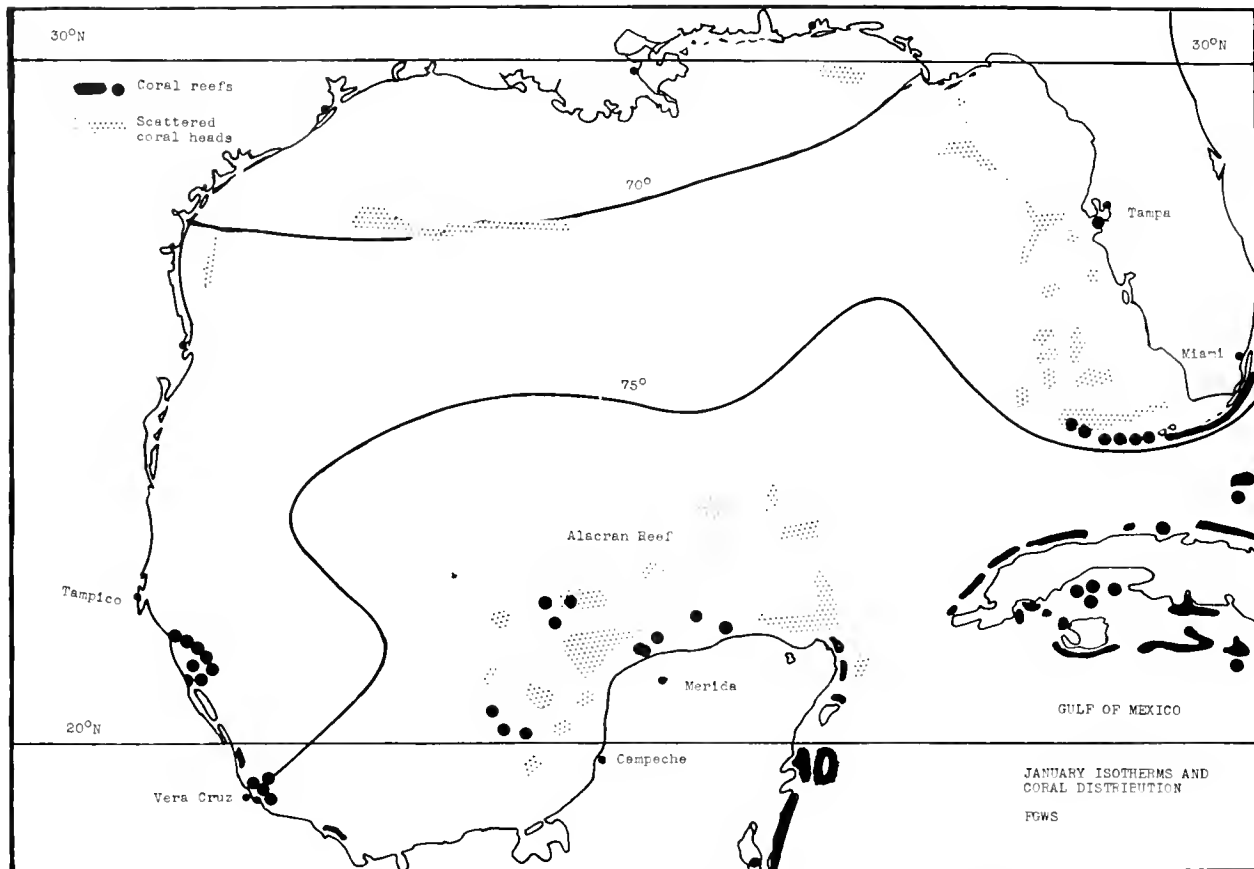 30°N
30°N
Coral reefs
Scattered
coral heads
70°
Tampa
Miami
75°
Alacran Reef
Tampico
Merida
GULF OF MEXICO
20°N
Campeche
JANUARY ISOTHERMS AND
CORAL DISTRIBUTION
Vera Cruz
FGWS